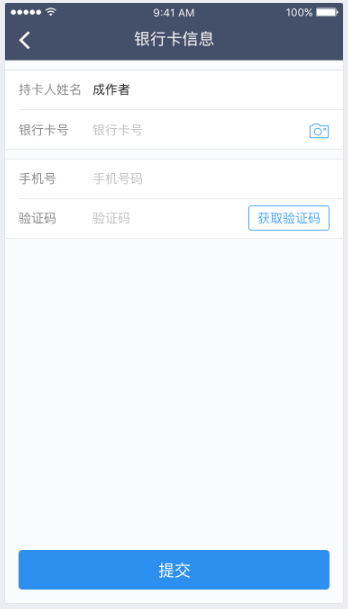 9:41 AM 100%
银行卡信息
持卡人姓名 成作者
银行卡号 银行卡号
手机号 手机号码
验证码 验证码 获取验证码
提交